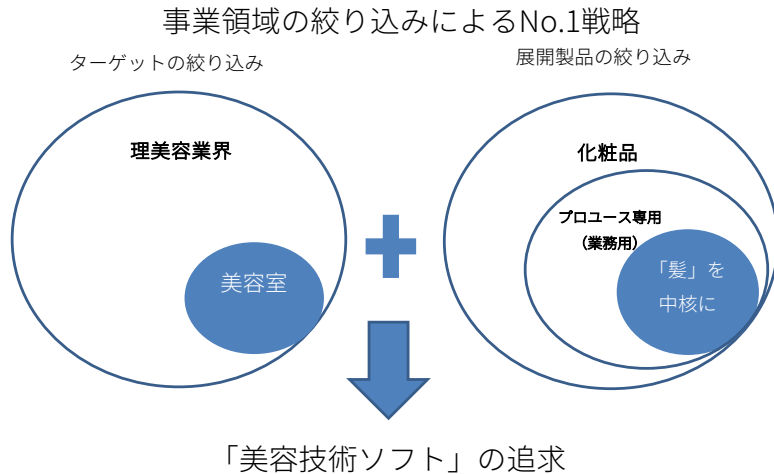 事業領域の絞り込みによるNo.1戦略
ターゲットの絞り込み
展開製品の絞り込み
理美容業界
美容室
化粧品
プロユース専用
(業務用)
「髪」を
中核に
「美容技術ソフト」の追求